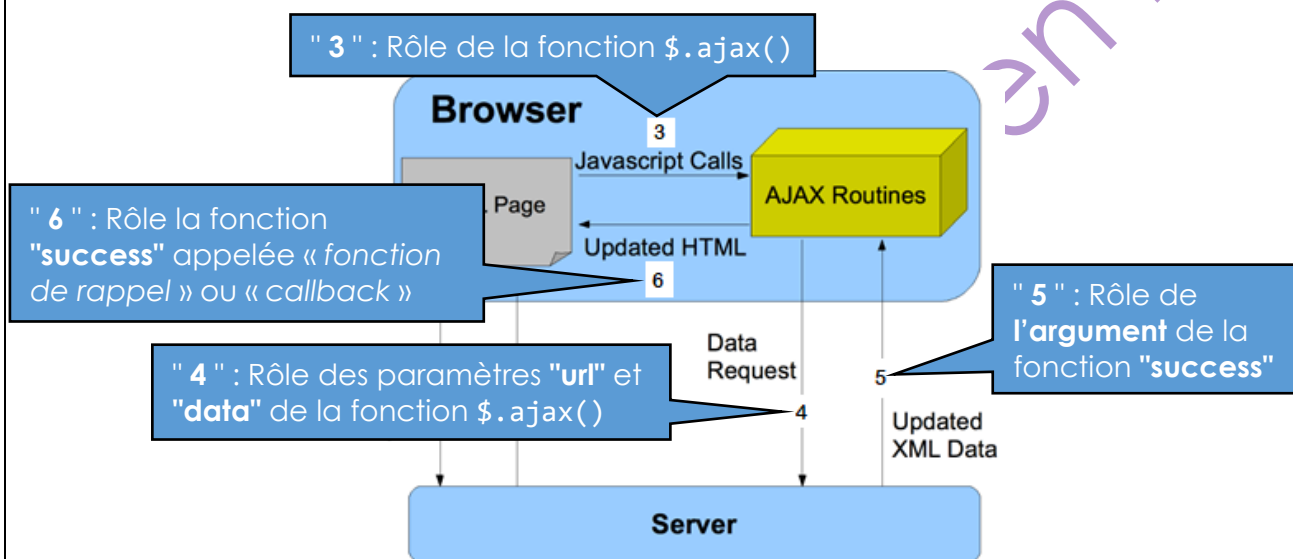 " 3 " : Rôle de la fonction $.ajax()
Browser
3
Javascript Calls
AJAX Routines
Page
Updated HTML
6
" 6 " : Rôle la fonction
"success" appelée « fonction
de rappel » ou « callback »
" 5 " : Rôle de
l’argument de la
fonction "success"
Data
Request
5
" 4 " : Rôle des paramètres "url" et
"data" de la fonction $.ajax()
4
Updated
XML Data
Server
en